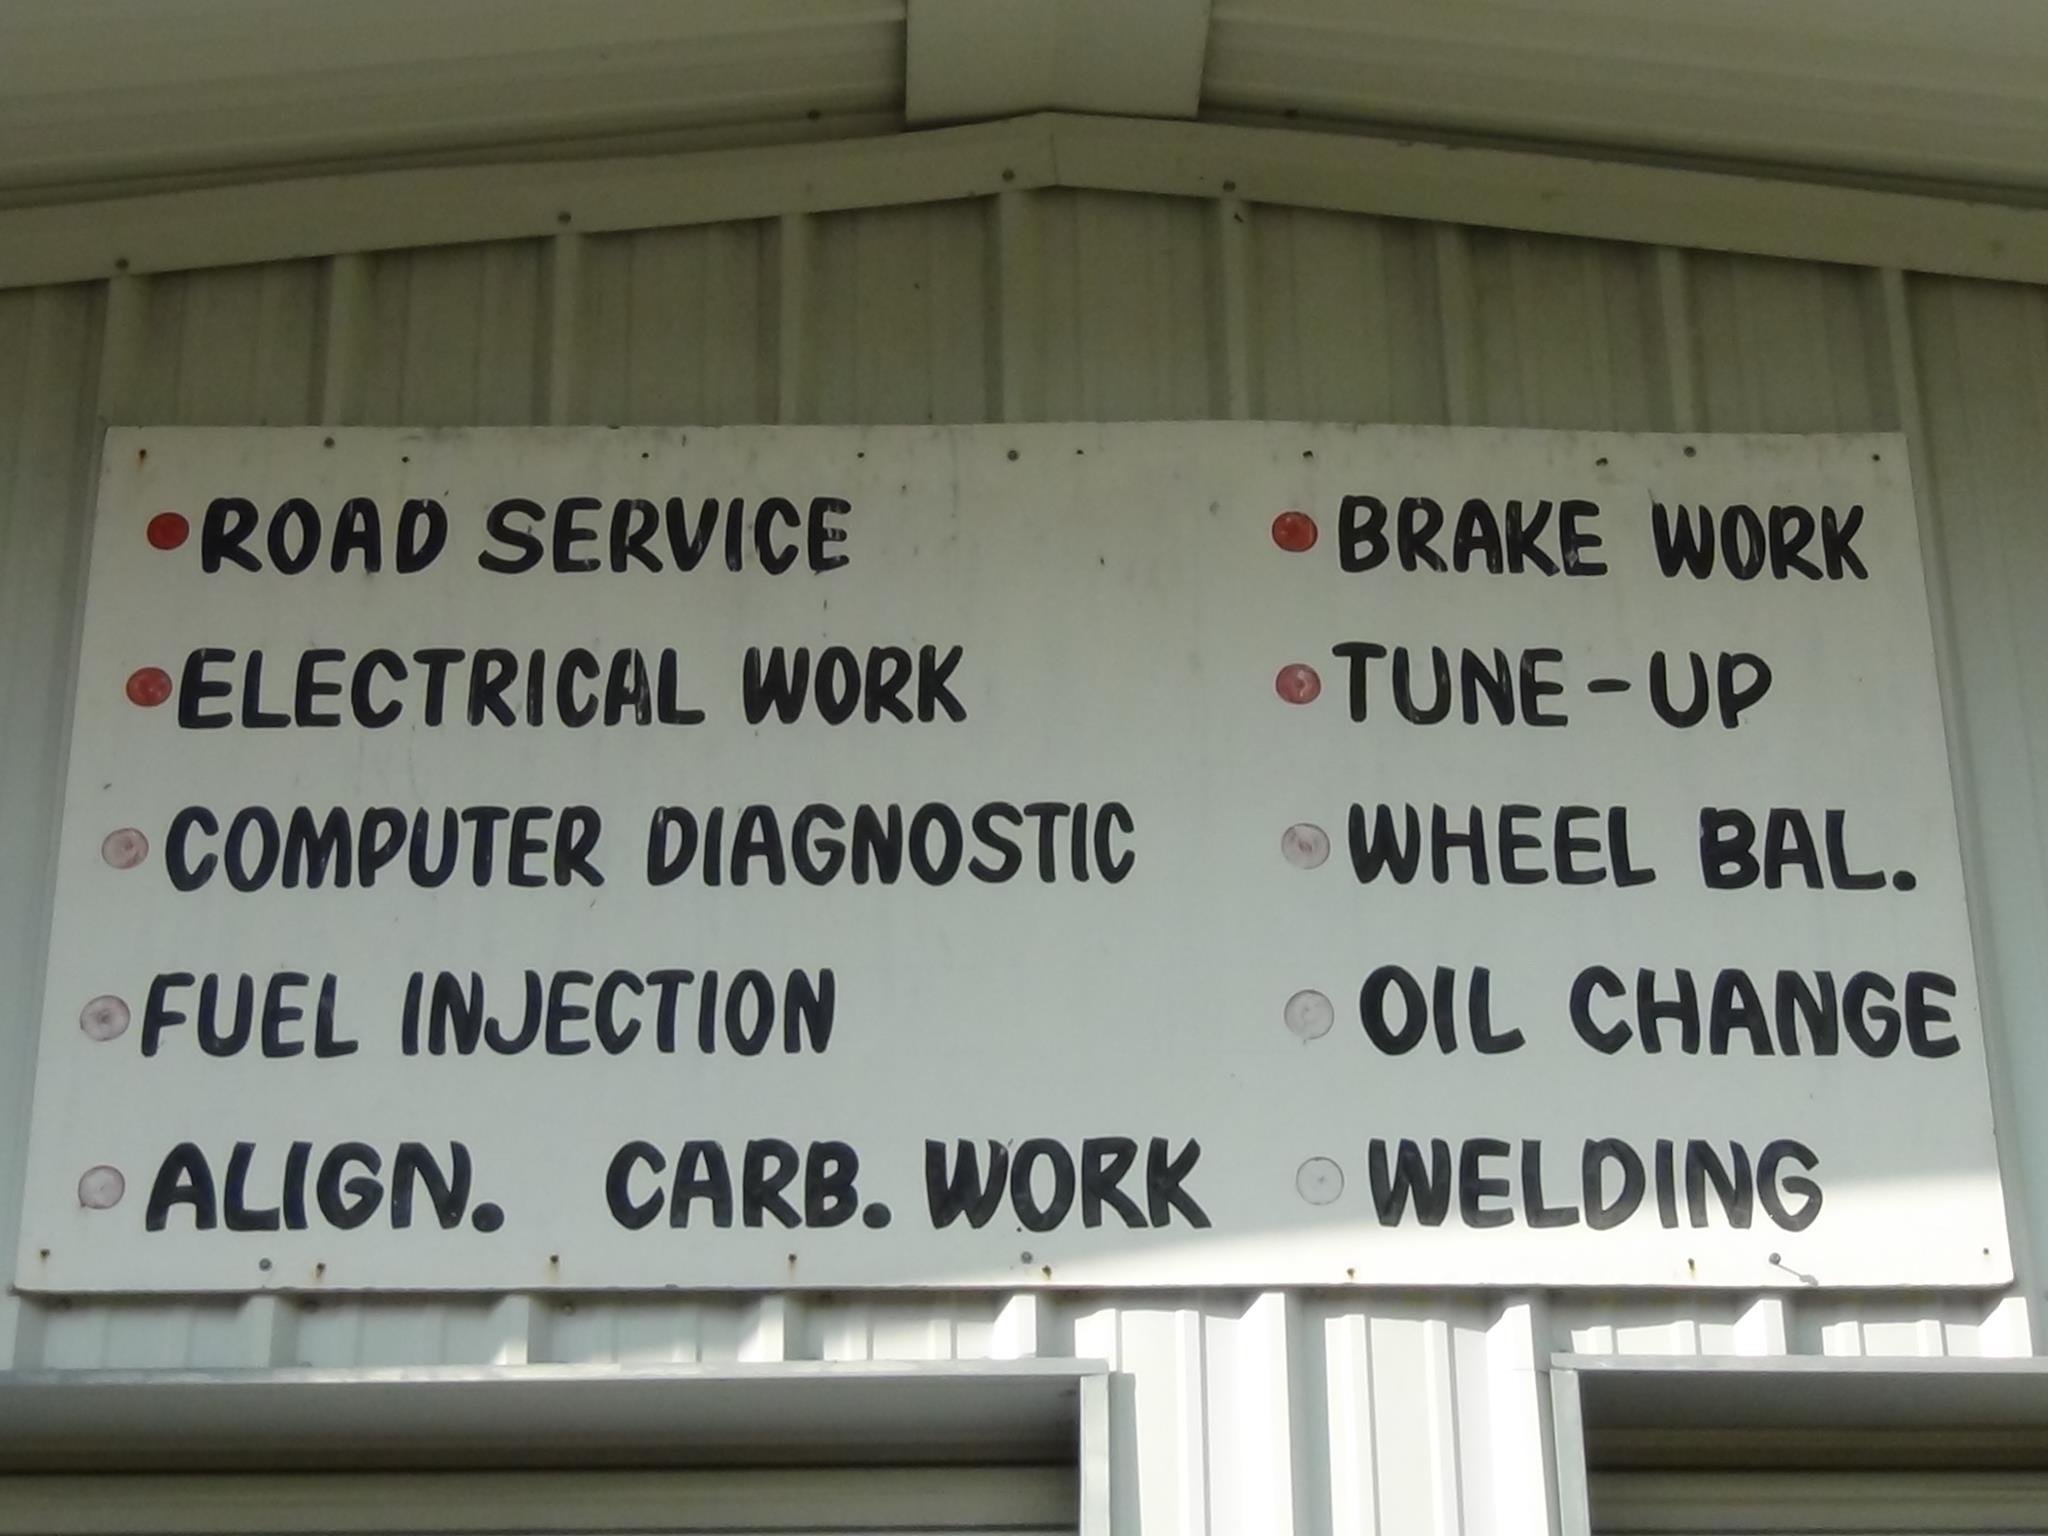 ROAD SERVICE
ELECTRICAL WORK
COMPUTER DIAGNOSTIC
FUEL INJECTION
ALIGN. CARB. WORK
BRAKE WORK
TUNE-UP
WHEEL BAL.
OIL CHANGE
WELDING